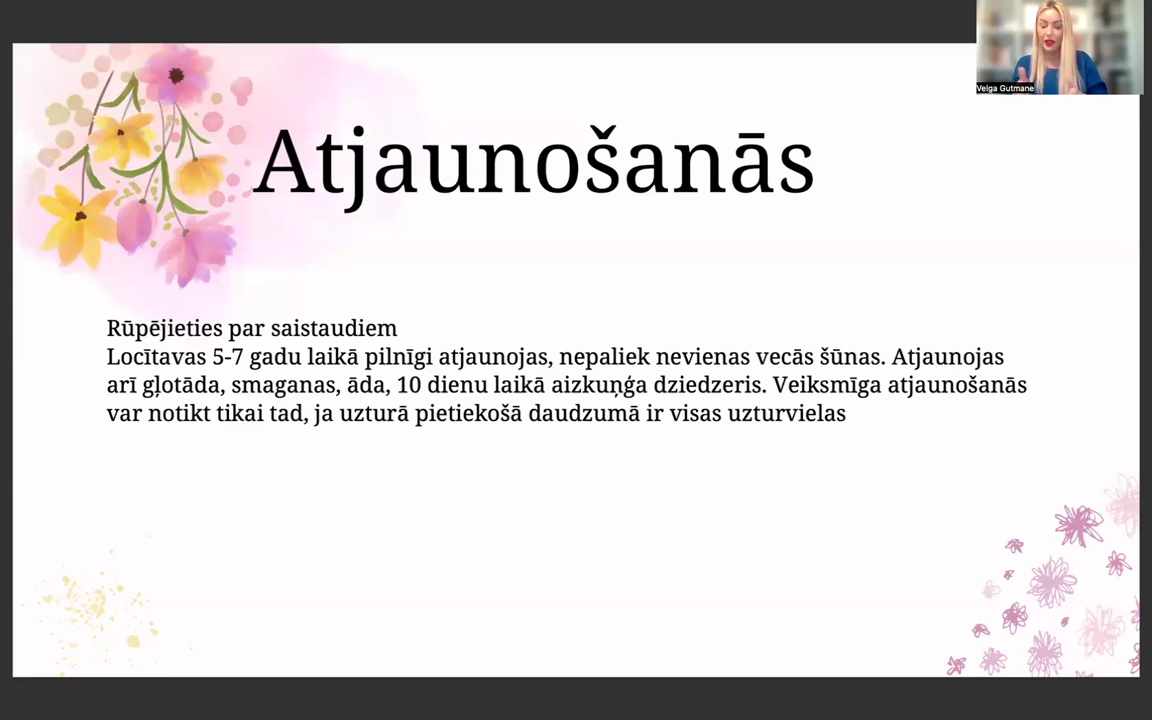 Velga Gutmane
Atjaunošanās
Rūpējieties par saistaudiem
Locītavas 5-7 gadu laikā pilnīgi atjaunojas, nepaliek nevienas vecās šūnas. Atjaunojas
arī gļotāda, smaganas, āda, 10 dienu laikā aizkuņģa dziedzeris. Veiksmīga atjaunošanās
var notikt tikai tad, ja uzturā pietiekošā daudzumā ir visas uzturvielas